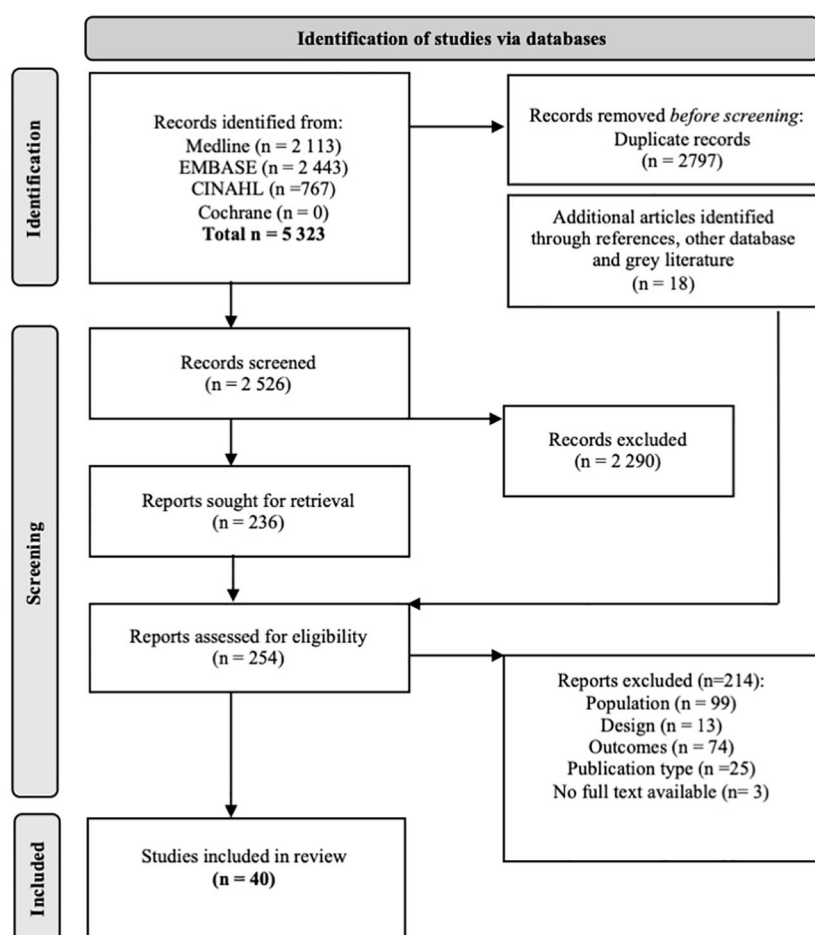 Identification of studies via databases
Identification
Records identified from:
Medline (n = 2 113)
EMBASE (n = 2 443)
CINAHL (n =767)
Cochrane (n = 0)
Total n = 5 323
Records removed before screening:
Duplicate records
(n = 2797)
Additional articles identified
through references, other database
and grey literature
(n = 18)
Screening
Records screened
(n = 2 526)
Records excluded
(n = 2 290)
Reports sought for retrieval
(n = 236)
Reports assessed for eligibility
(n = 254)
Reports excluded (n=214):
Population (n = 99)
Design (n = 13)
Outcomes (n = 74)
Publication type (n =25)
No full text available (n= 3)
Included
Studies included in review
(n = 40)